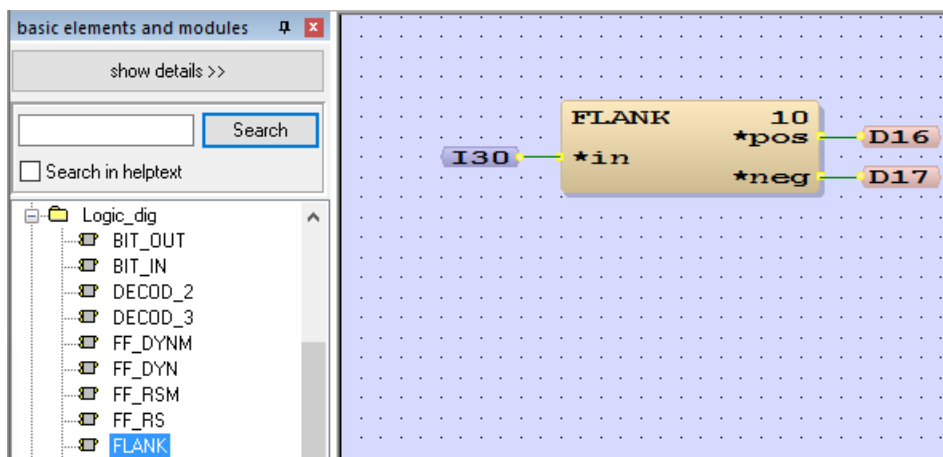 basic elements and modules
show details >>
Search
Search in helptext
Logic_dig
BIT_OUT
BIT_IN
DECOD_2
DECOD_3
FF_DYNM
FF_DYN
FF_RSM
FF_RS
FLANK
FLANK 10
*pos D16
I30 *in
*neg D17